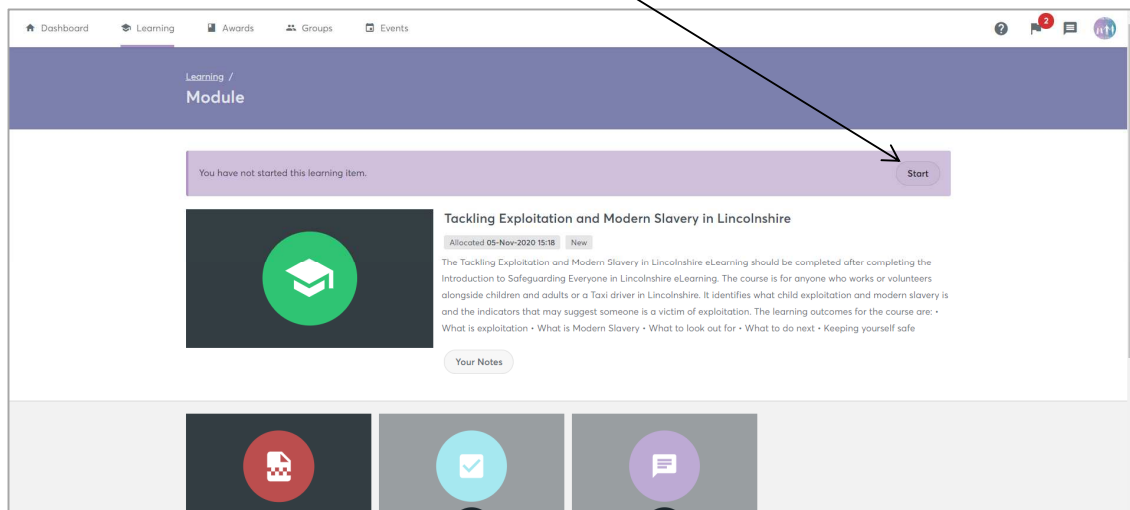 Dashboard
Learning
Awards
Groups
Events
2
Learning /
Module
You have not started this learning item.
Start
Tackling Exploitation and Modern Slavery in Lincolnshire
Allocated 05-Nov-2020 15:18 New
The Tackling Exploitation and Modern Slavery in Lincolnshire eLearning should be completed after completing the
Introduction to Safeguarding Everyone in Lincolnshire eLearning. The course is for anyone who works or volunteers
alongside children and adults or a Taxi driver in Lincolnshire. It identifies what child exploitation and modern slavery is
and the indicators that may suggest someone is a victim of exploitation. The learning outcomes for the course are: •
What is exploitation • What is Modern Slavery • What to look out for • What to do next • Keeping yourself safe
Your Notes